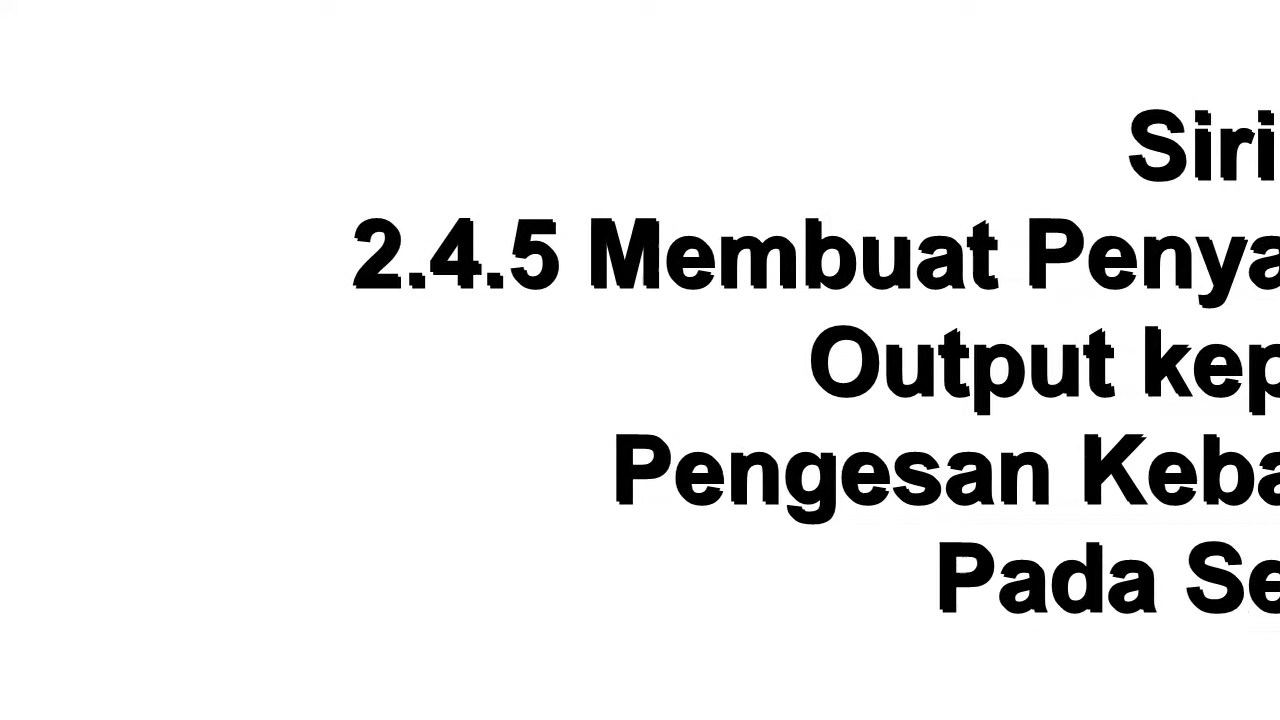 Siri
2.4.5 Membuat Penya
Output kep
Pengesan Keba
Pada Se